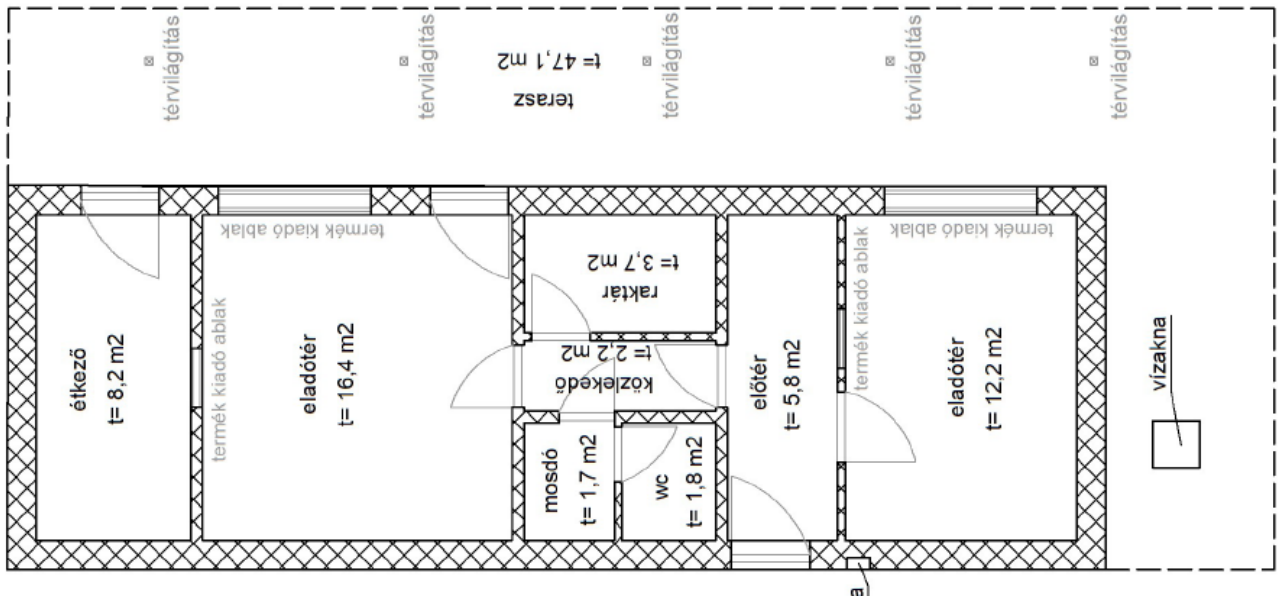 térvilágítás
térvilágítás
térvilágítás
térvilágítás
térvilágítás
terasz
t= 47,1 m2
étkező
t= 8,2 m2
termék kiadó ablak
termék kiadó ablak
eladótér
t= 16,4 m2
raktár
t= 3,7 m2
közlekedő
t= 2,2 m2
mosdó
t= 1,7 m2
wc
t= 1,8 m2
előtér
t= 5,8 m2
termék kiadó ablak
termék kiadó ablak
eladótér
t= 12,2 m2
vízakna